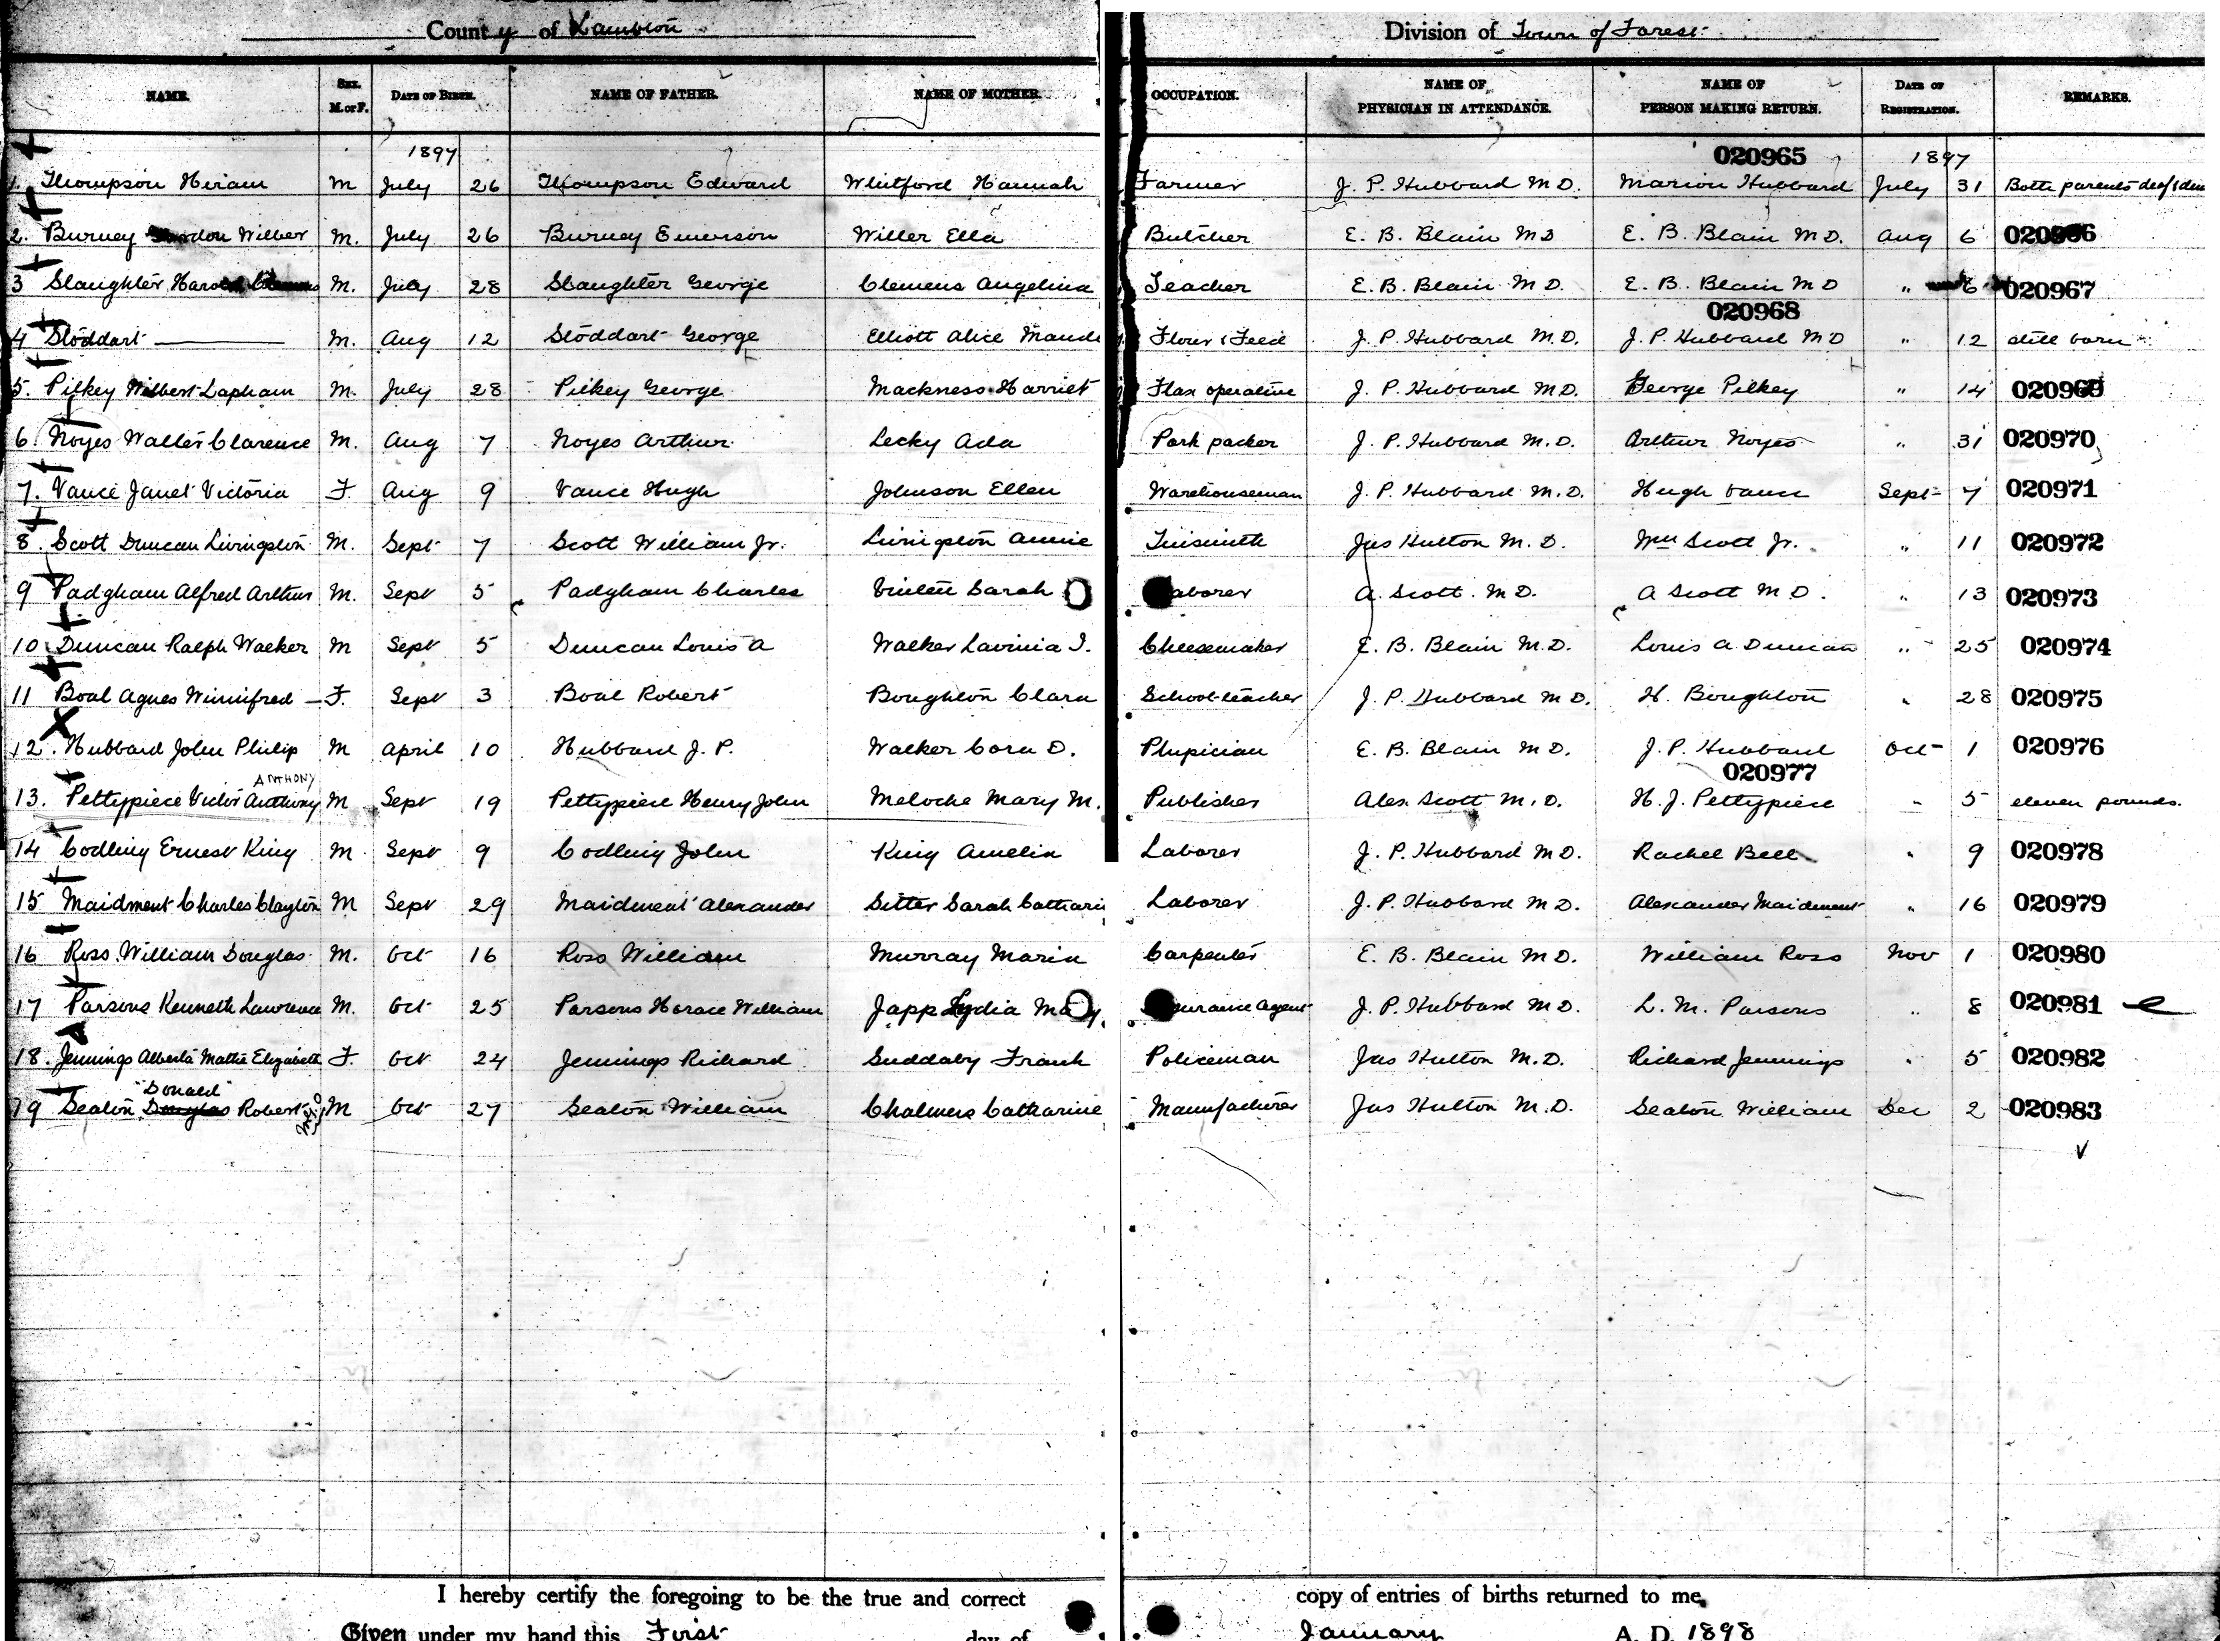 County of Lambton Division of Town of Forest
NAME. SEX. M. or F. DATE OF BIRTH. NAME OF FATHER. NAME OF MOTHER. OCCUPATION. NAME OF PHYSICIAN IN ATTENDANCE. NAME OF PERSON MAKING RETURN. DATE OF REGISTRATION. REMARKS.
1897 020965 1897
1. Thompson Hiram M July 26 Thompson Edward Whitford Hannah Farmer J. P. Hubbard M D. Marion Hubbard July 31 Both parents deaf & dum
2. Burney Wilber M. July 26 Burney Emerson Willer Ella Butcher E. B. Blain M D E. B. Blain M D. Aug 6 020966
3 Slaughter Harold M. July 28 Slaughter George Clemens Angelina Teacher E. B. Blain M D. E. B. Blain M D " 6 020967
020968
4 Stoddart M. Aug 12 Stoddart George Elliott Alice Maude Flour & Feed J. P. Hubbard M. D. J. P. Hubbard M D " 12 still born
5. Pilkey Wilbert Lapham M. July 28 Pilkey George Mackness Harriet Flax operative J. P. Hubbard M D. George Pilkey " 14 020969
6. Noyes Walter Clarence M. Aug 7 Noyes Arthur Lecky Ada Pork packer J. P. Hubbard M. D. Arthur Noyes " 31 020970
7. Vance Janet Victoria F. Aug 9 Vance Hugh Johnson Ellen Warehouseman J. P. Hubbard M. D. Hugh Vance Sept 7 020971
8. Scott Duncan Livingston M. Sept 7 Scott William Jr. Livingston Annie Tinsmith Jas Hutton M. D. Wm Scott Jr. " 11 020972
9 Padgham Alfred Arthur M. Sept 5 Padgham Charles Sarah aborer A. Scott. M D. A Scott M D. " 13 020973
10. Duncan Ralph Walker M Sept 5 Duncan Louis A Walker Lavinia J. Cheesemaker E. B. Blain M. D. Louis A Duncan " 25 020974
11 Boal Agnes Winnifred F. Sept 3 Boal Robert Boughton Clara School-teacher J. P. Hubbard M D. H. Boughton " 28 020975
12. Hubbard John Philip M April 10 Hubbard J. P. Walker Cora D. Physician E. B. Blain M D. J. P. Hubbard Oct 1 020976
ANTHONY 020977
13. Pettypiece Victor Anthony M Sept 19 Pettypiece Henry John Meloche Mary M. Publisher Alex. Scott M. D. H. J. Pettypiece " 5 eleven pounds.
14 Codling Ernest King M Sept 9 Codling John King Amelia Laborer J. P. Hubbard M D. Rachel Bell " 9 020978
15 Maidment Charles Clayton M Sept 29 Maidment Alexander Sitter Sarah Cathari Laborer J. P. Hubbard M D. Alexander Maidment " 16 020979
16 Ross William Douglas M. Oct 16 Ross William Murray Maria Carpenter E. B. Blain M D. William Ross Nov 1 020980
17 Parsons Kenneth Lawrence M. Oct 25 Parsons Horace William Japp Lydia May urance agent J. P. Hubbard M D. L. M. Parsons " 8 020981
18. Jennings Alberta Mattie Elizabeth F. Oct 24 Jennings Richard Suddaby Frank Policeman Jas Hutton M. D. Richard Jennings " 5 020982
"Donald"
19 Seaton Douglas Robert M Oct 27 Seaton William Chalmers Catharine Manufacturer Jas Hutton M. D. Seaton William Dec 2 020983
I hereby certify the foregoing to be the true and correct copy of entries of births returned to me,
Given under my hand this First day of January A. D. 1898